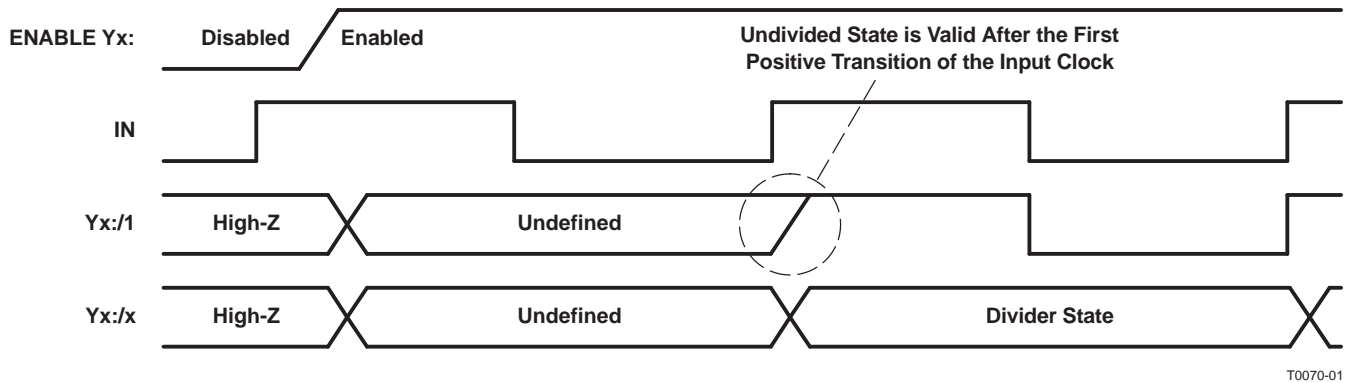 ENABLE Yx:
Disabled
Enabled
Undivided State is Valid After the First
Positive Transition of the Input Clock
IN
Yx:/1
High-Z
Undefined
Yx:/x
High-Z
Undefined
Divider State
T0070-01